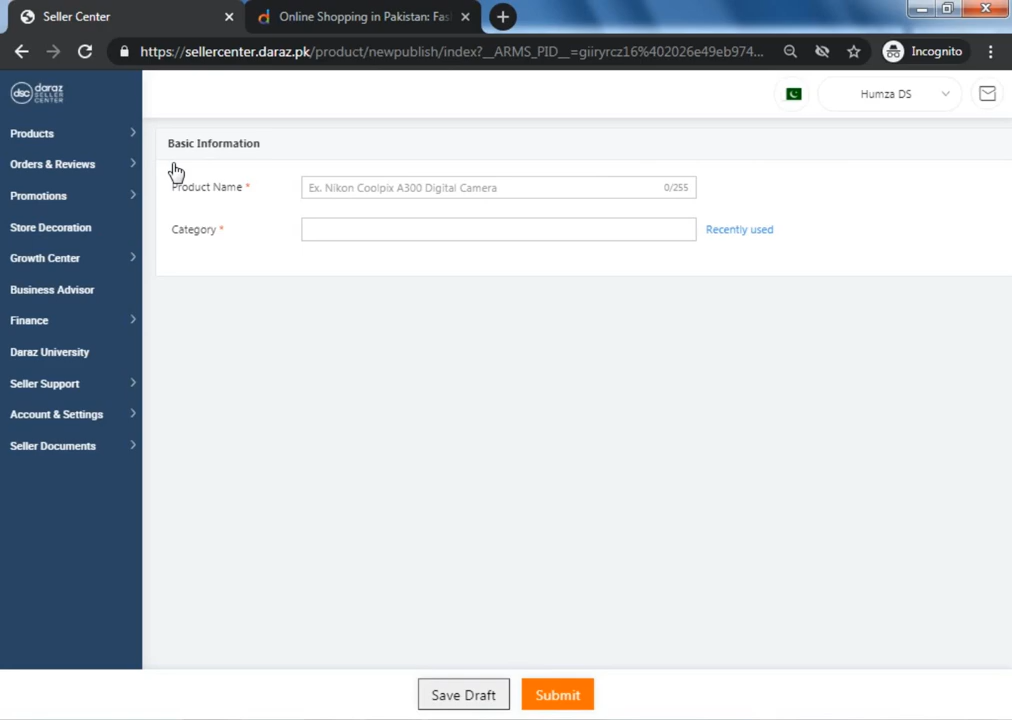 Seller Center
Online Shopping in Pakistan: Fas
https://sellercenter.daraz.pk/product/newpublish/index?__ARMS_PID__=giiryrcz16%402026e49eb974...
Incognito
dsc daraz SELLER CENTER
Humza DS
Products
Orders & Reviews
Promotions
Store Decoration
Growth Center
Business Advisor
Finance
Daraz University
Seller Support
Account & Settings
Seller Documents
Basic Information
Product Name *
Ex. Nikon Coolpix A300 Digital Camera
0/255
Category *
Recently used
Save Draft
Submit